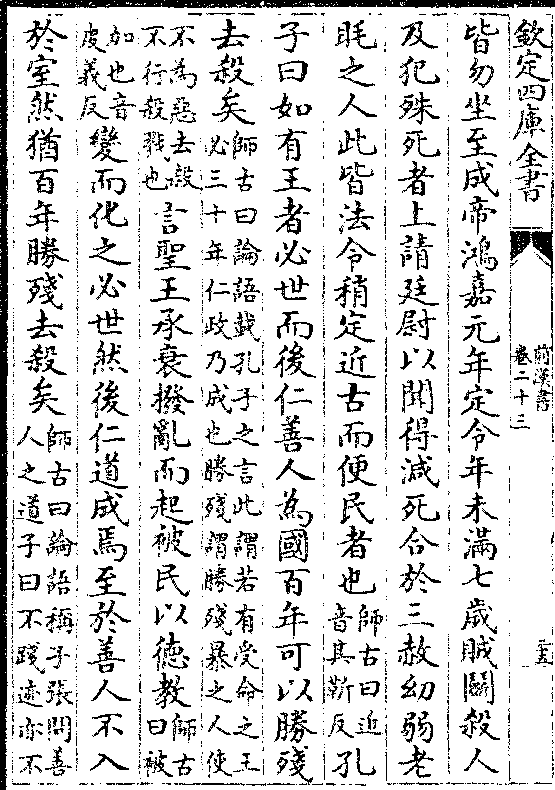 欽定四庫全書
前漢書
卷二十三
皆勿坐至成帝鴻嘉元年定令年未滿七歲賊鬭殺人
及犯殊死者上請廷尉以聞得減死合於三赦幼弱老
眊之人此皆法令稍定近古而便民者也師古曰近音其靳反孔
子曰如有王者必世而後仁善人為國百年可以勝殘
去殺矣師古曰論語載孔子之言此謂若有受命之王必三十年仁政乃成也勝殘謂勝殘暴之人使
不為惡去殺不行殺戮也言聖王承衰撥亂而起被民以德教師古曰被
加也音皮義反變而化之必世然後仁道成焉至於善人不入
於室然猶百年勝殘去殺矣師古曰論語稱子張問善人之道子曰不踐迹亦不